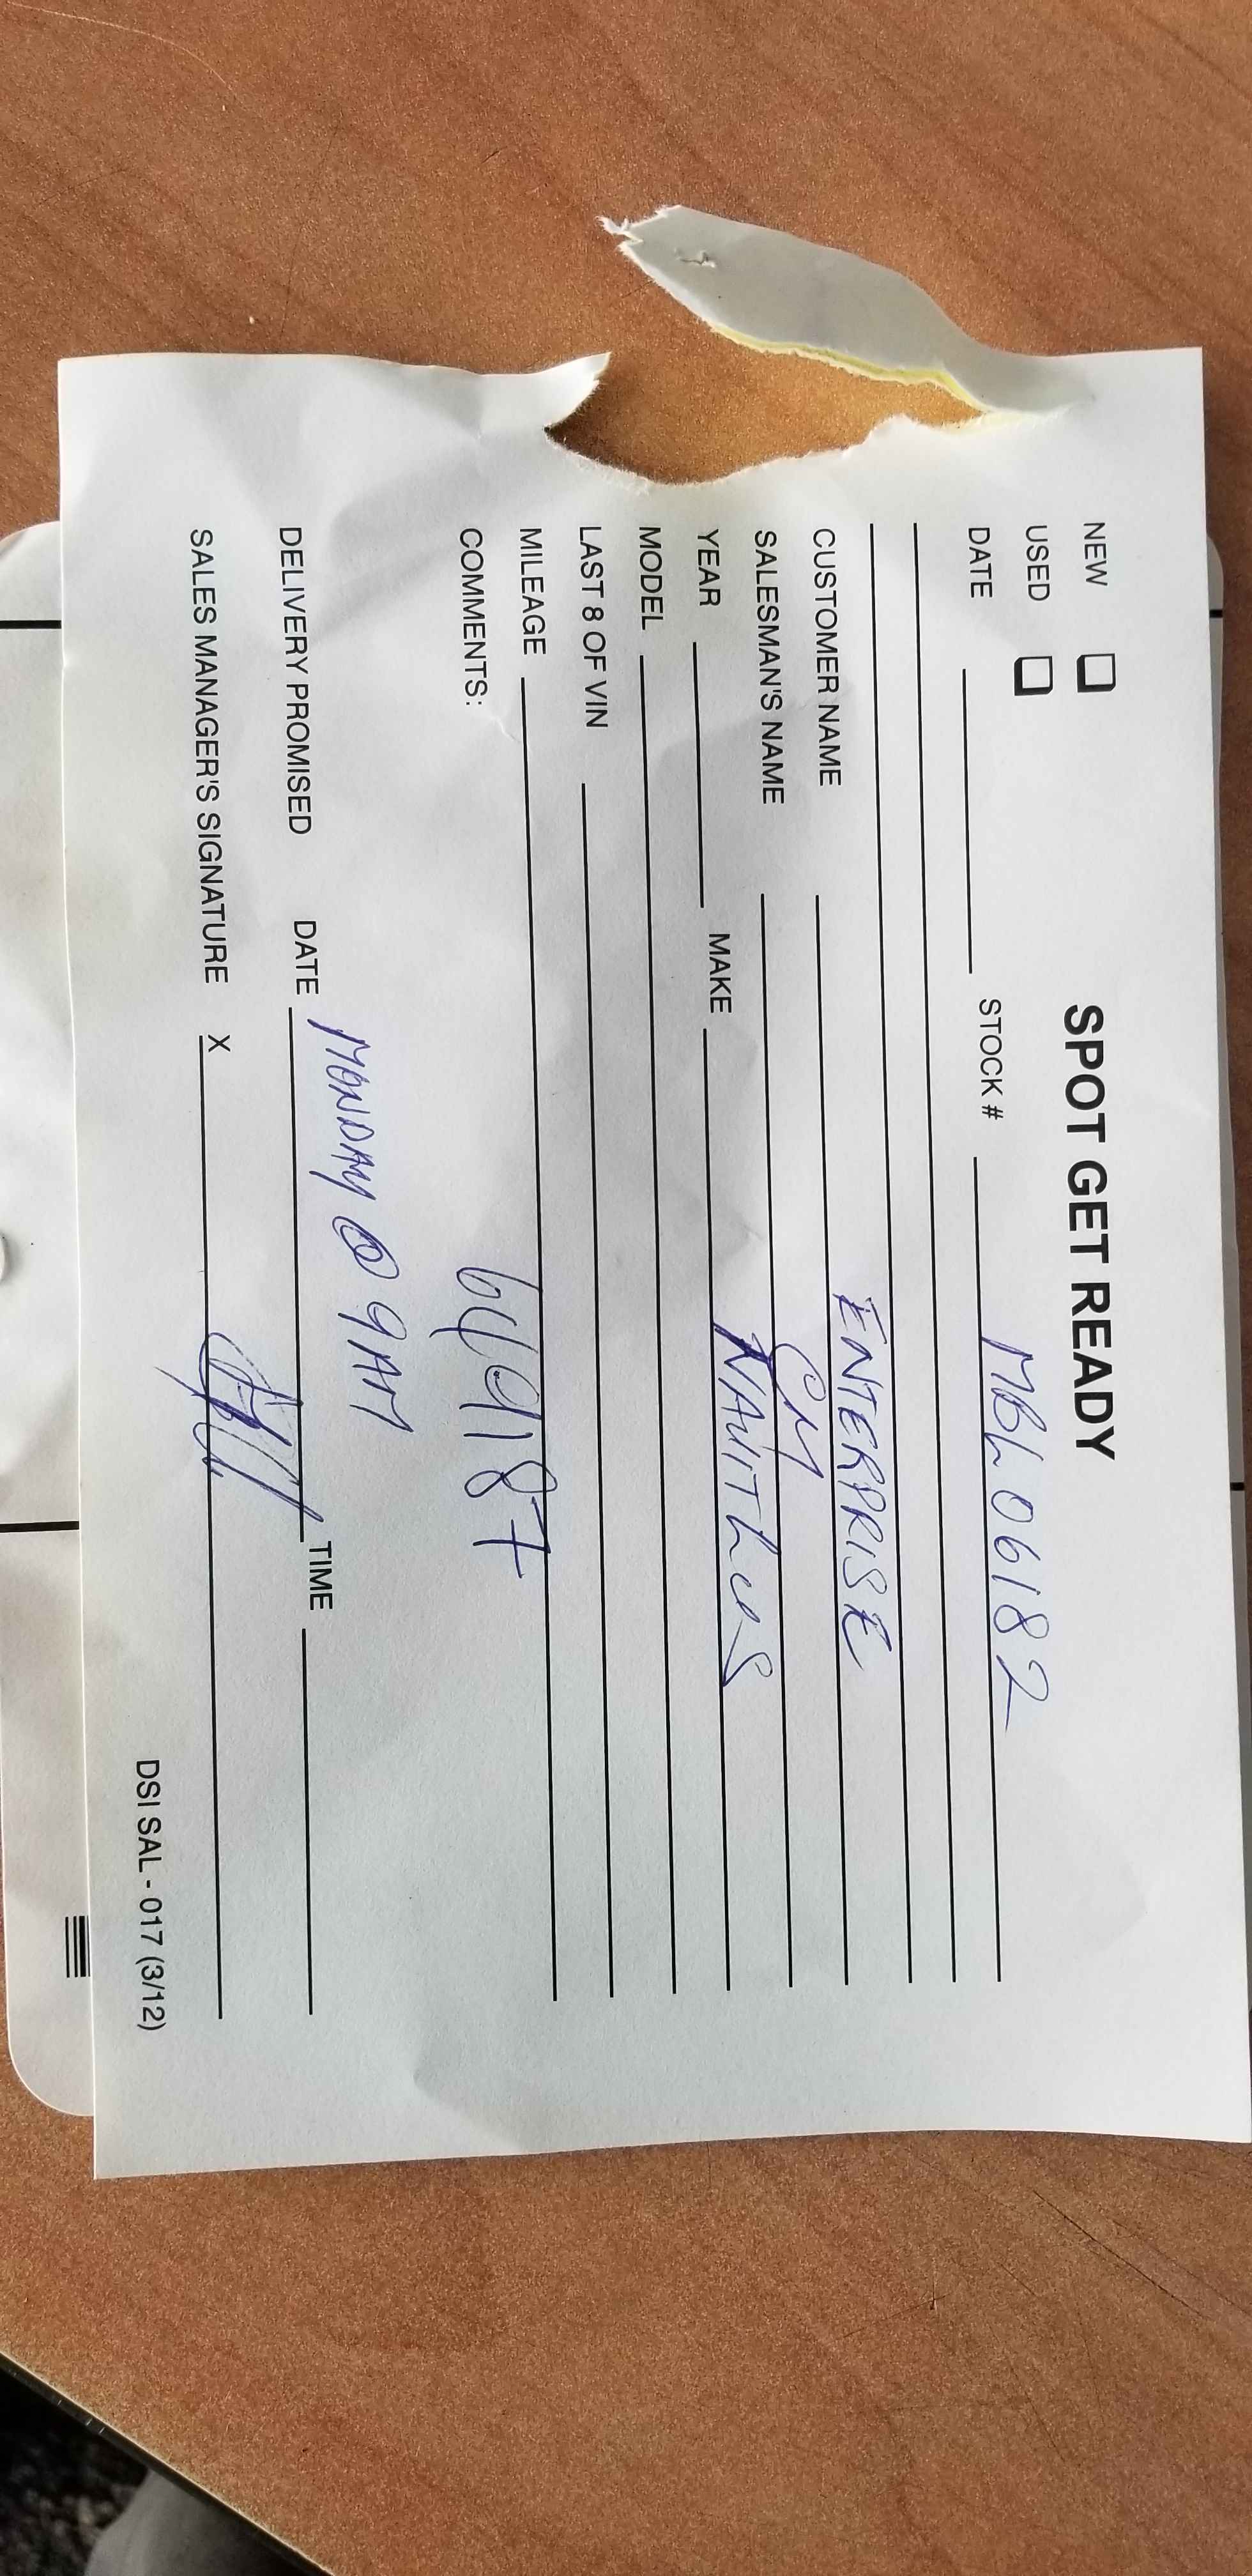 SPOT GET READY
NEW
USED
DATE STOCK # MBL06182
CUSTOMER NAME ENTERPRISE
SALESMAN'S NAME CM
YEAR MAKE
MODEL
LAST 8 OF VIN
MILEAGE
COMMENTS:
DELIVERY PROMISED DATE MONDAY @ 9AM TIME
SALES MANAGER'S SIGNATURE X
DSI SAL - 017 (3/12)